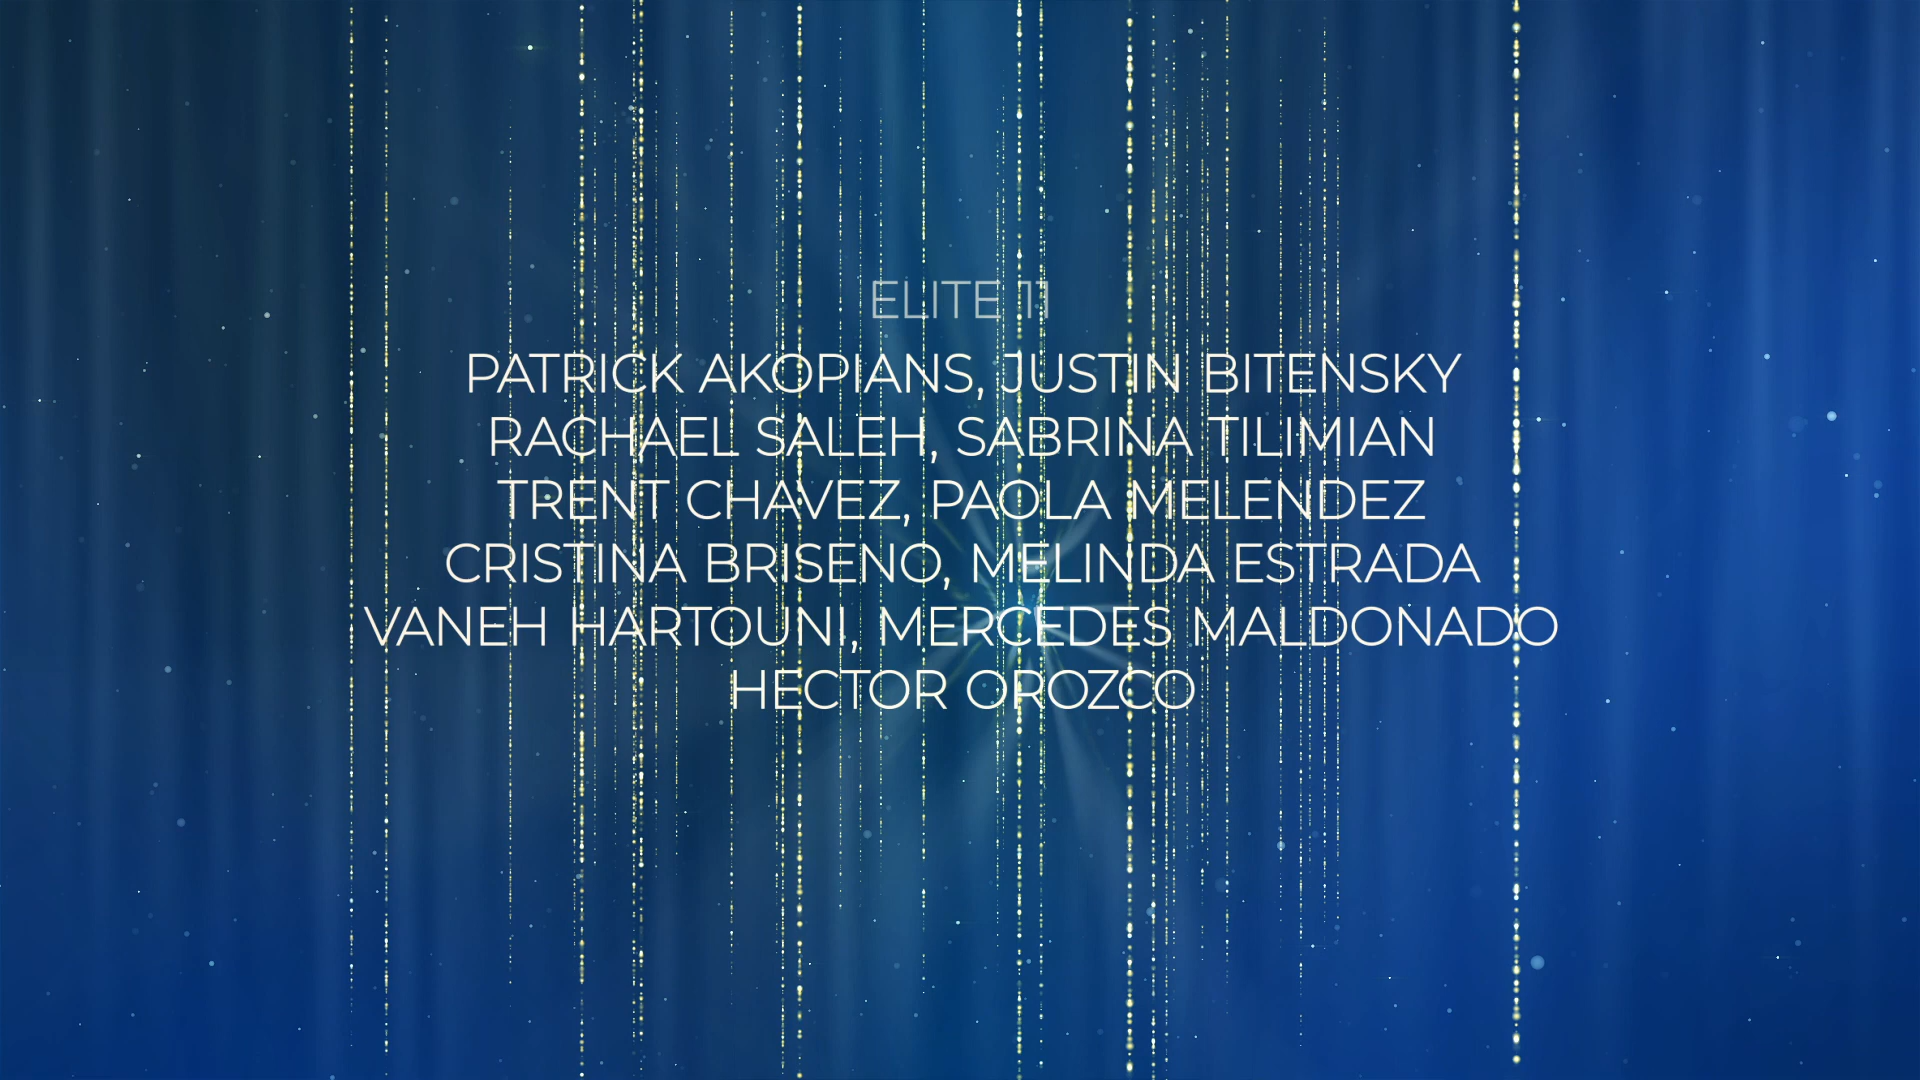 ELITE 11
PATRICK AKOPIANS, JUSTIN BITENSKY
RACHAEL SALEH, SABRINA TILIMIAN
TRENT CHAVEZ, PAOLA MELENDEZ
CRISTINA BRISENO, MELINDA ESTRADA
VANEH HARTOUNI, MERCEDES MALDONADO
HECTOR OROZCO